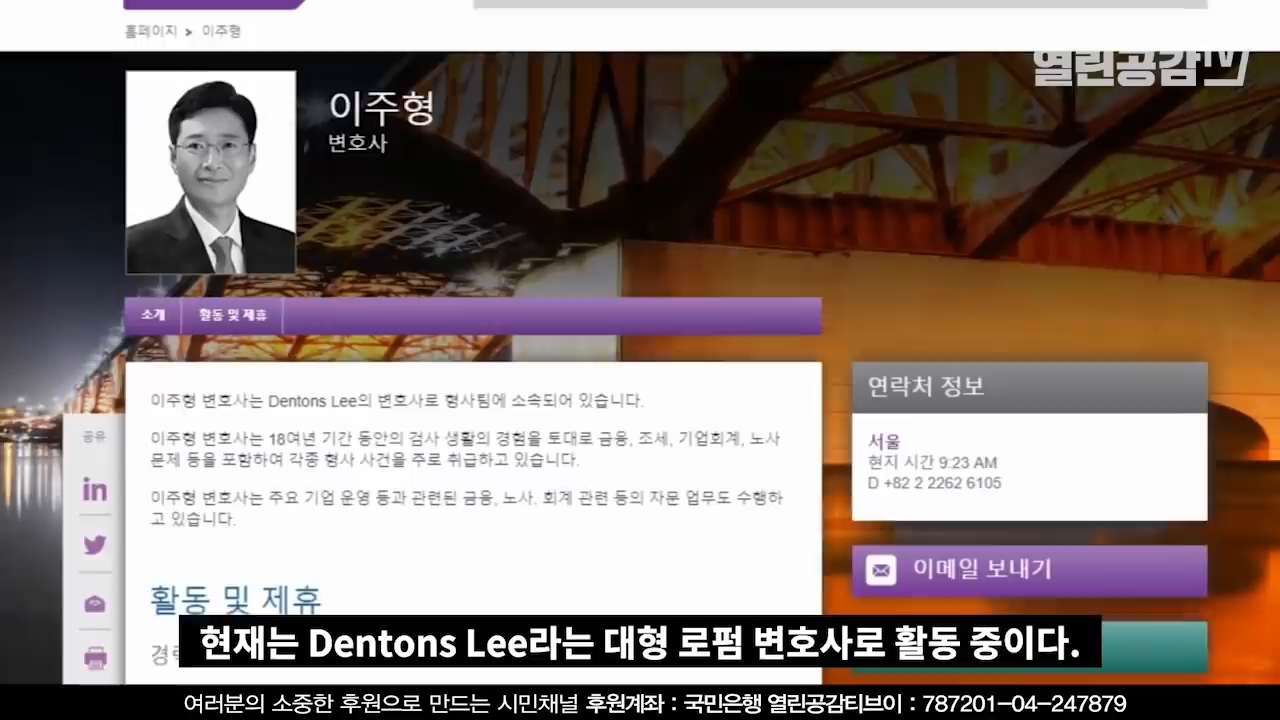 홈페이지 > 이주형
열린공감TV
이주형
변호사
소개 활동 및 제휴
이주형 변호사는 Dentons Lee의 변호사로 형사팀에 소속되어 있습니다.
이주형 변호사는 18여년 기간 동안의 검사 생활의 경험을 토대로 금융, 조세, 기업회계, 노사
문제 등을 포함하여 각종 형사 사건을 주로 취급하고 있습니다.
이주형 변호사는 주요 기업 운영 등과 관련된 금융, 노사. 회계 관련 등의 자문 업무도 수행하
고 있습니다.
공유
in
연락처 정보
서울
현지 시간 9:23 AM
D +82 2 2262 6105
이메일 보내기
활동 및 제휴
현재는 Dentons Lee라는 대형 로펌 변호사로 활동 중이다.
여러분의 소중한 후원으로 만드는 시민채널 후원계좌 : 국민은행 열린공감티브이 : 787201-04-247879